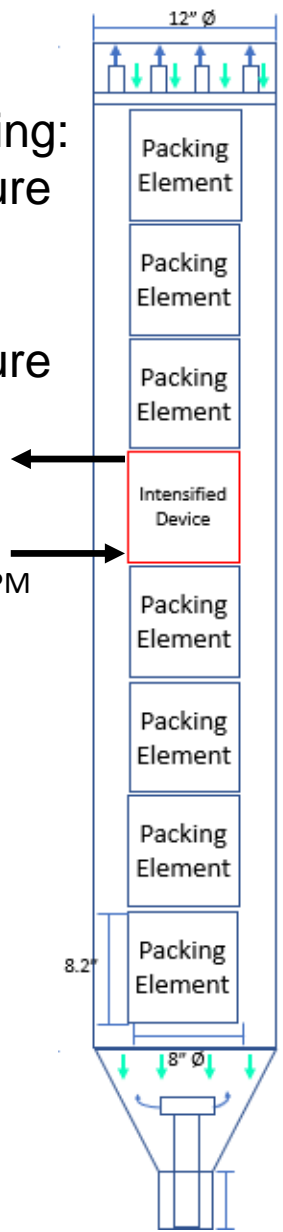 12” Ø
ing:
ure
Packing
Element
Packing
Element
ure
Packing
Element
Intensified
Device
PM
Packing
Element
Packing
Element
Packing
Element
Packing
Element
8.2”
8” Ø